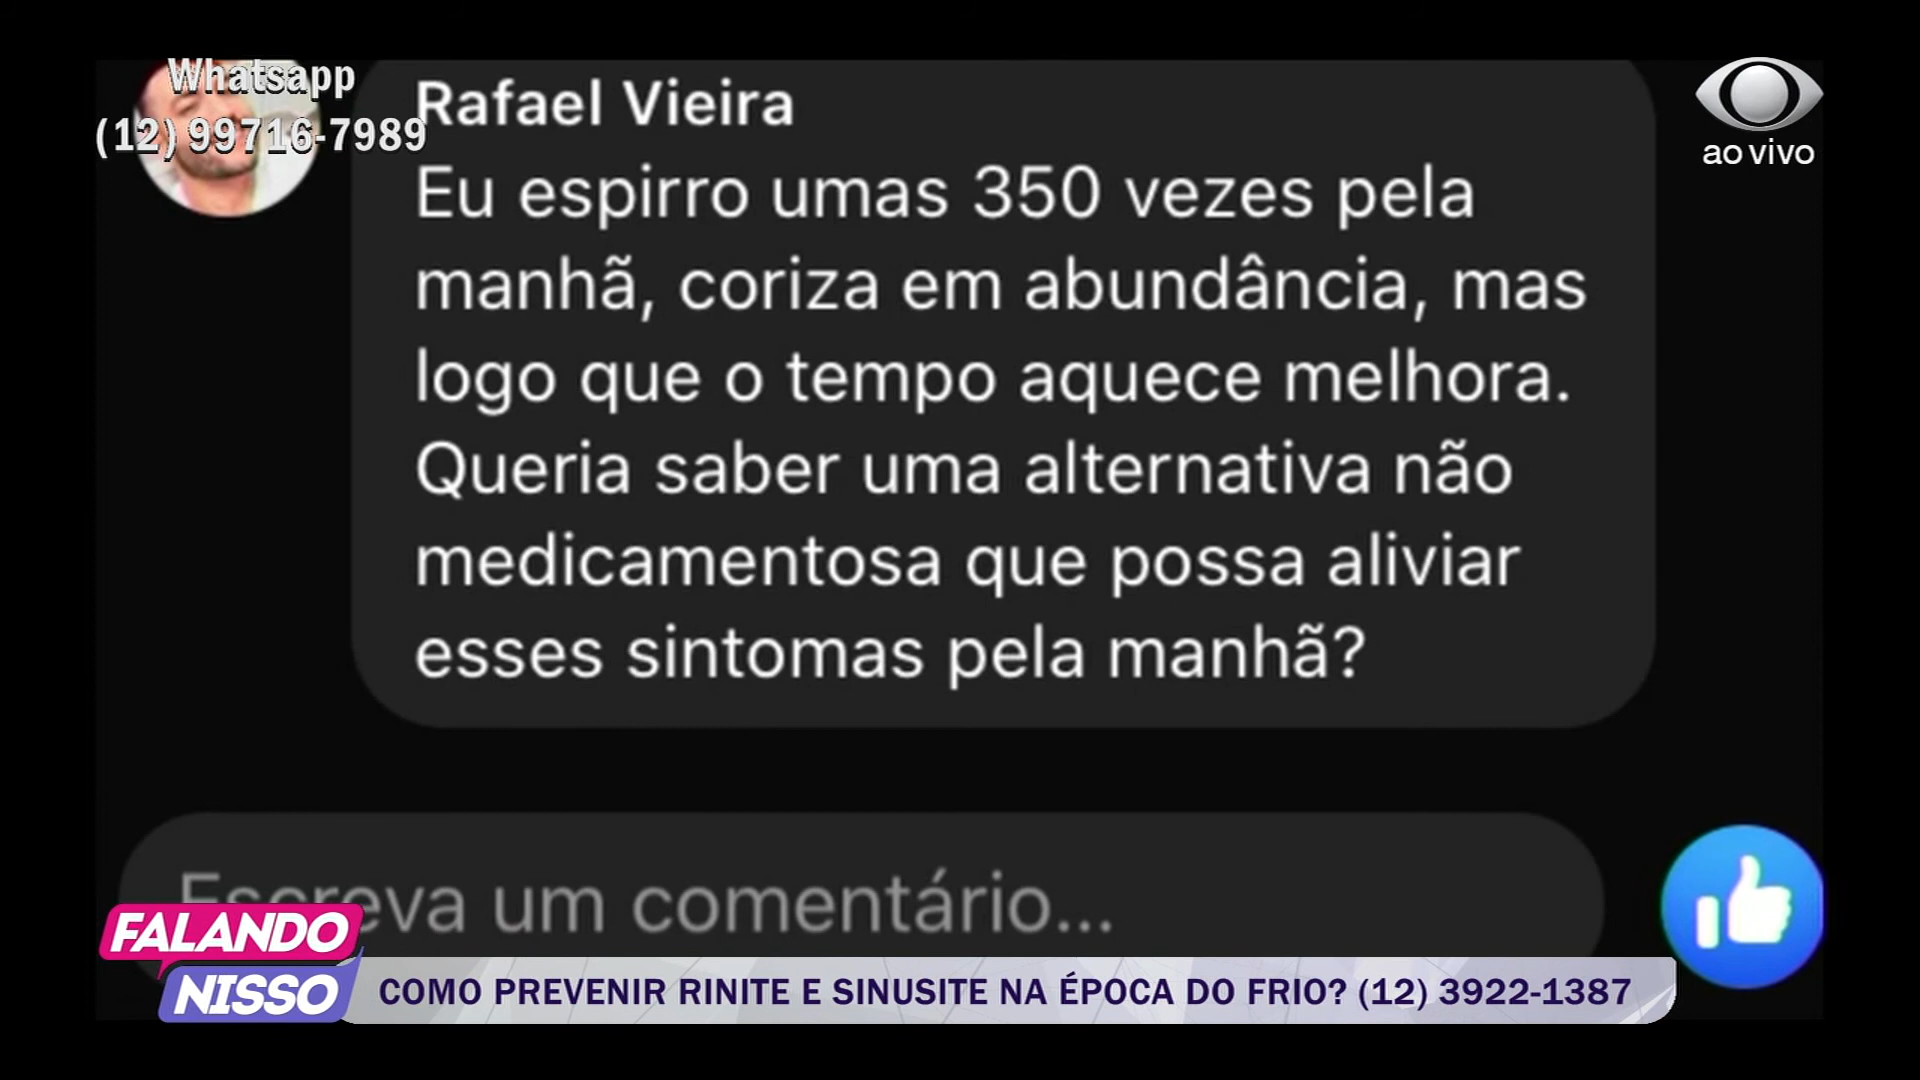 Whatsapp
(12) 99716-7989
ao vivo
Rafael Vieira
Eu espirro umas 350 vezes pela
manhã, coriza em abundância, mas
logo que o tempo aquece melhora.
Queria saber uma alternativa não
medicamentosa que possa aliviar
esses sintomas pela manhã?
Escreva um comentário...
FALANDO
NISSO
COMO PREVENIR RINITE E SINUSITE NA ÉPOCA DO FRIO? (12) 3922-1387